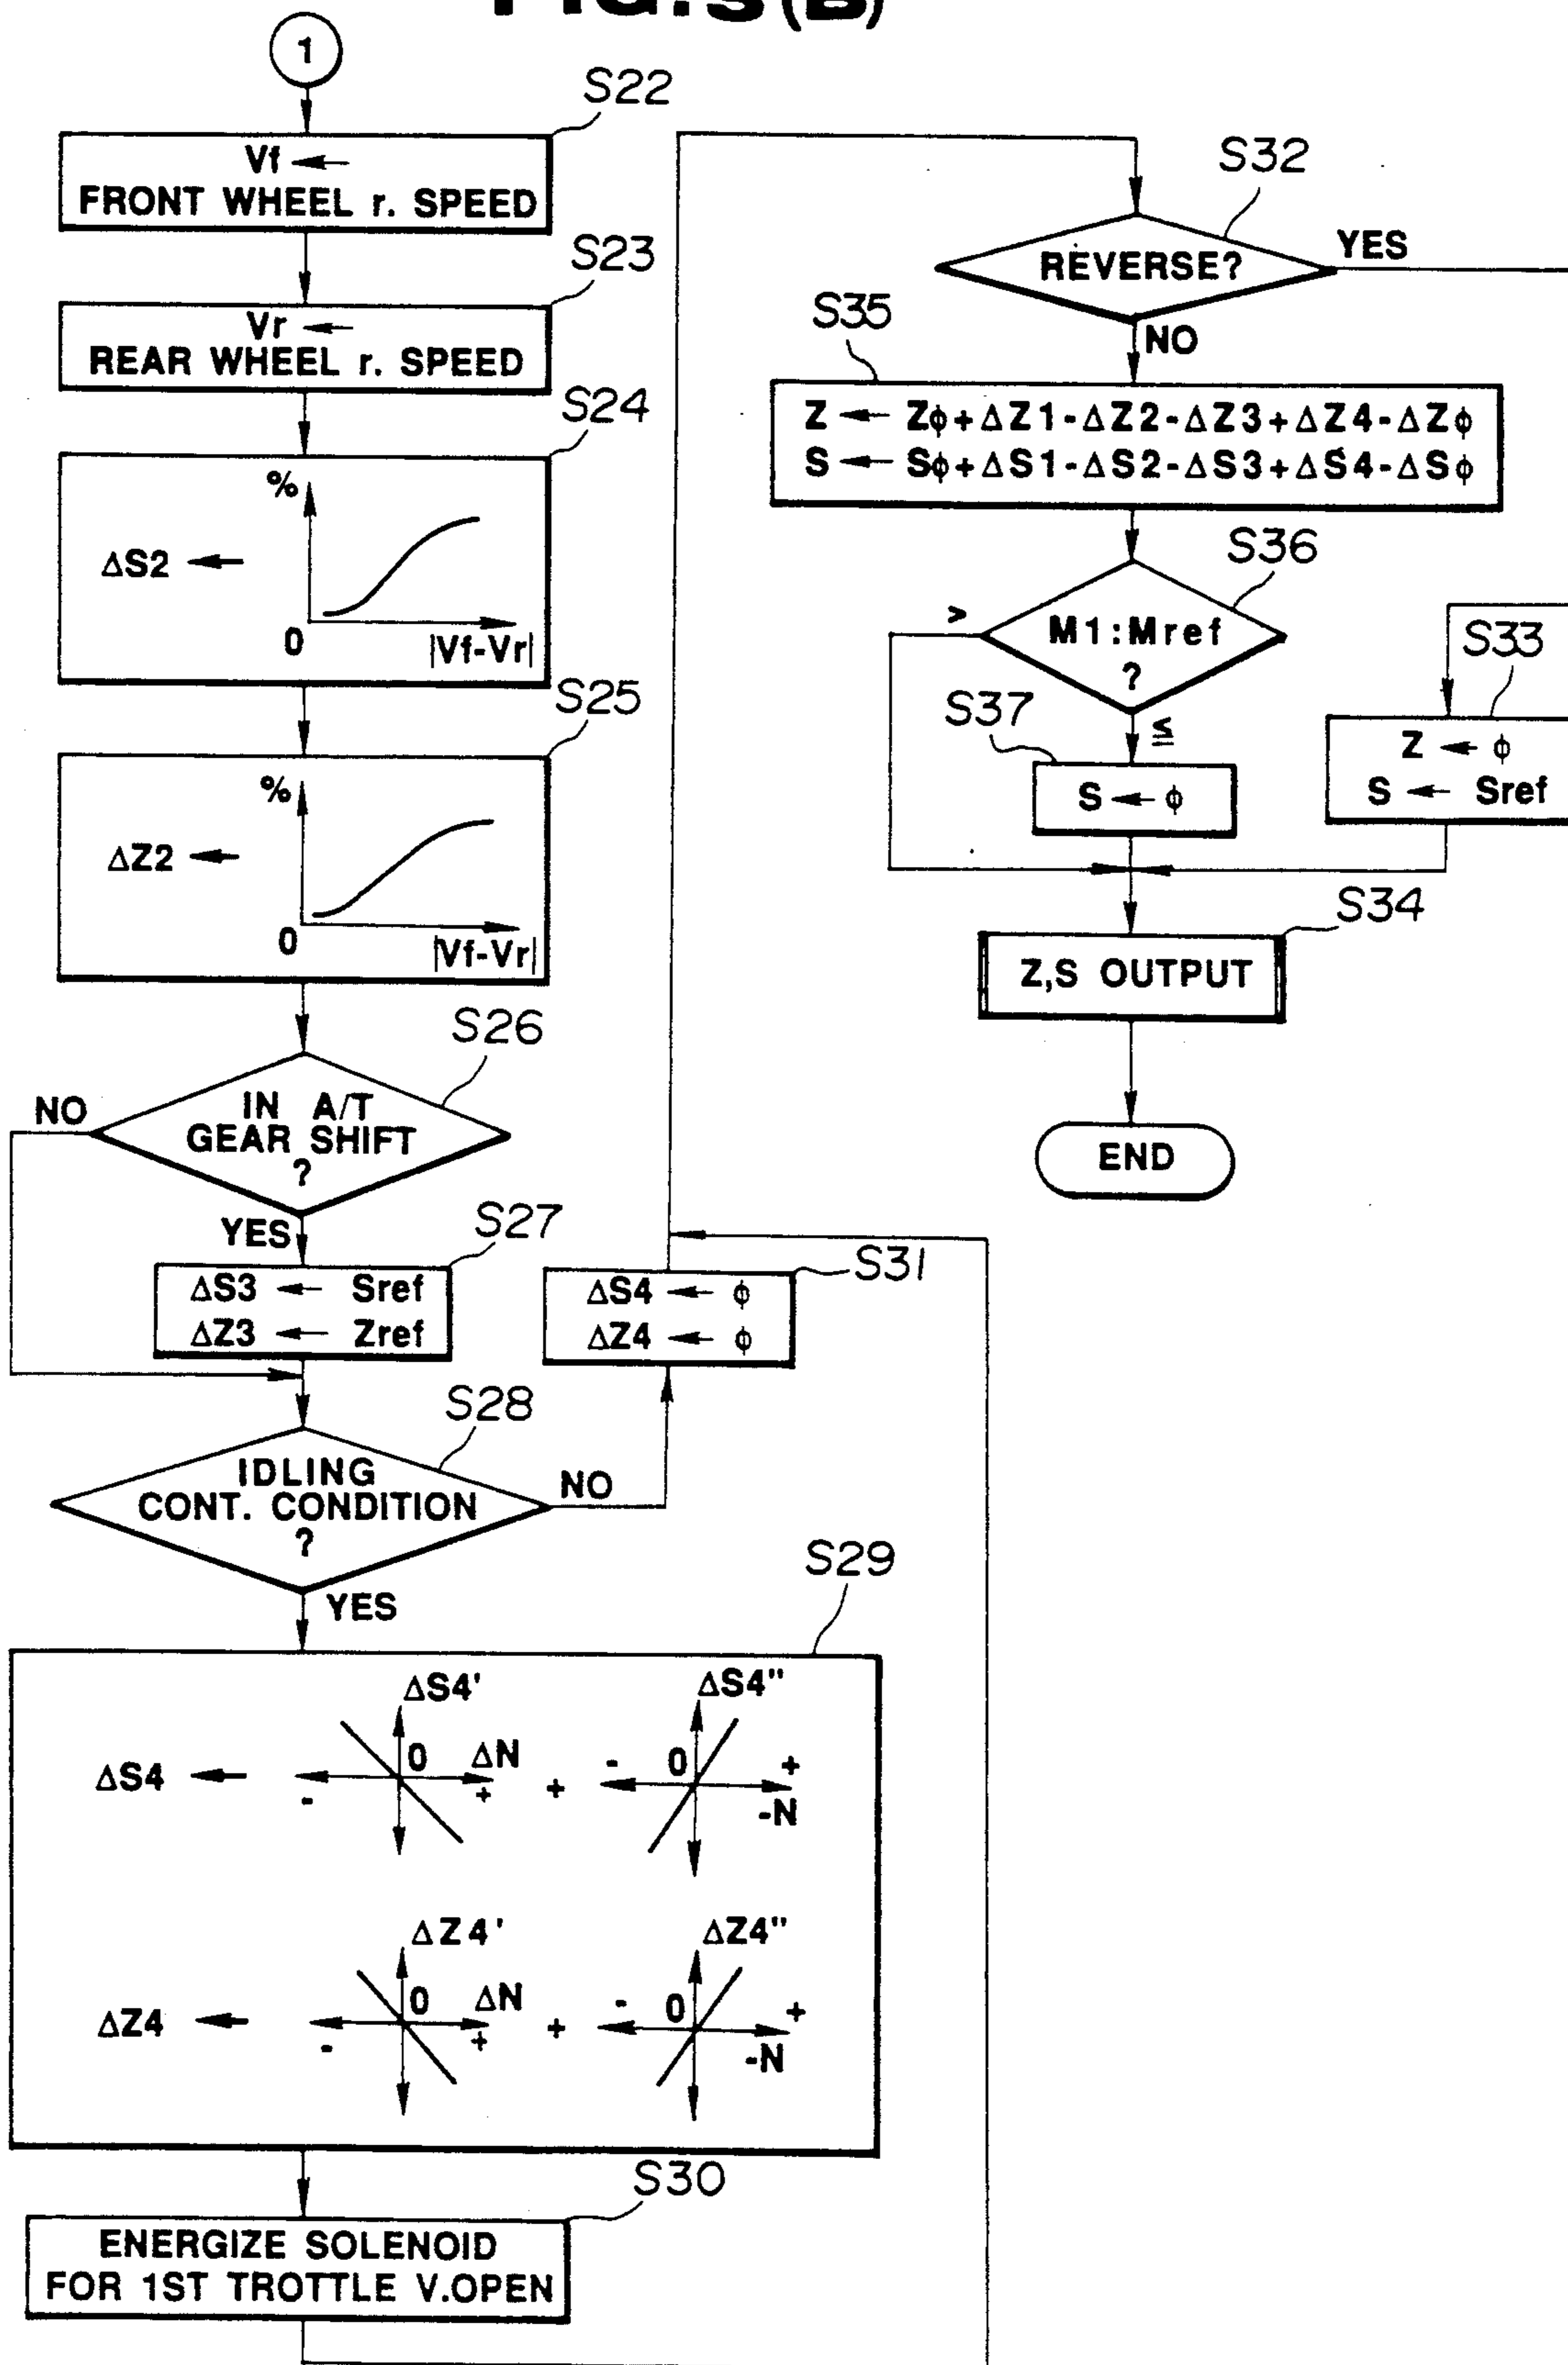 FIG.3(B)
1
S22
Vf ←
FRONT WHEEL r. SPEED
S23
Vr ←
REAR WHEEL r. SPEED
S24
%
ΔS2 ←
0
|Vf-Vr|
S25
%
ΔZ2 ←
0
|Vf-Vr|
S26
NO
IN A/T
GEAR SHIFT
?
YES
S27
ΔS3 ← Sref
ΔZ3 ← Zref
S28
IDLING
CONT. CONDITION
?
NO
YES
S31
ΔS4 ← ϕ
ΔZ4 ← ϕ
S29
ΔS4' ΔS4"
0 ΔN - 0 +
ΔS4 ← +
- + -N
ΔZ4' ΔZ4"
0 ΔN - 0 +
ΔZ4 ← +
- + -N
S30
ENERGIZE SOLENOID
FOR 1ST TROTTLE V.OPEN
S32
REVERSE?
YES
NO
S35
Z ← Zϕ+ΔZ1-ΔZ2-ΔZ3+ΔZ4-ΔZϕ
S ← Sϕ+ΔS1-ΔS2-ΔS3+ΔS4-ΔSϕ
S36
>
M1:Mref
?
≦
S37
S ← ϕ
S33
Z ← ϕ
S ← Sref
S34
Z,S OUTPUT
END